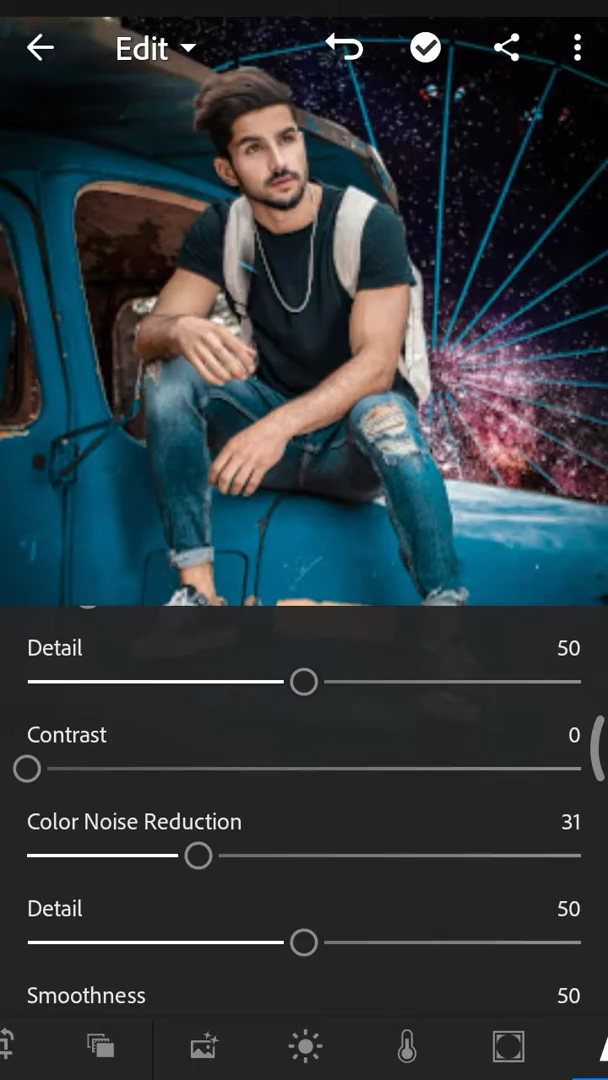 Edit
Detail 50
Contrast 0
Color Noise Reduction 31
Detail 50
Smoothness 50